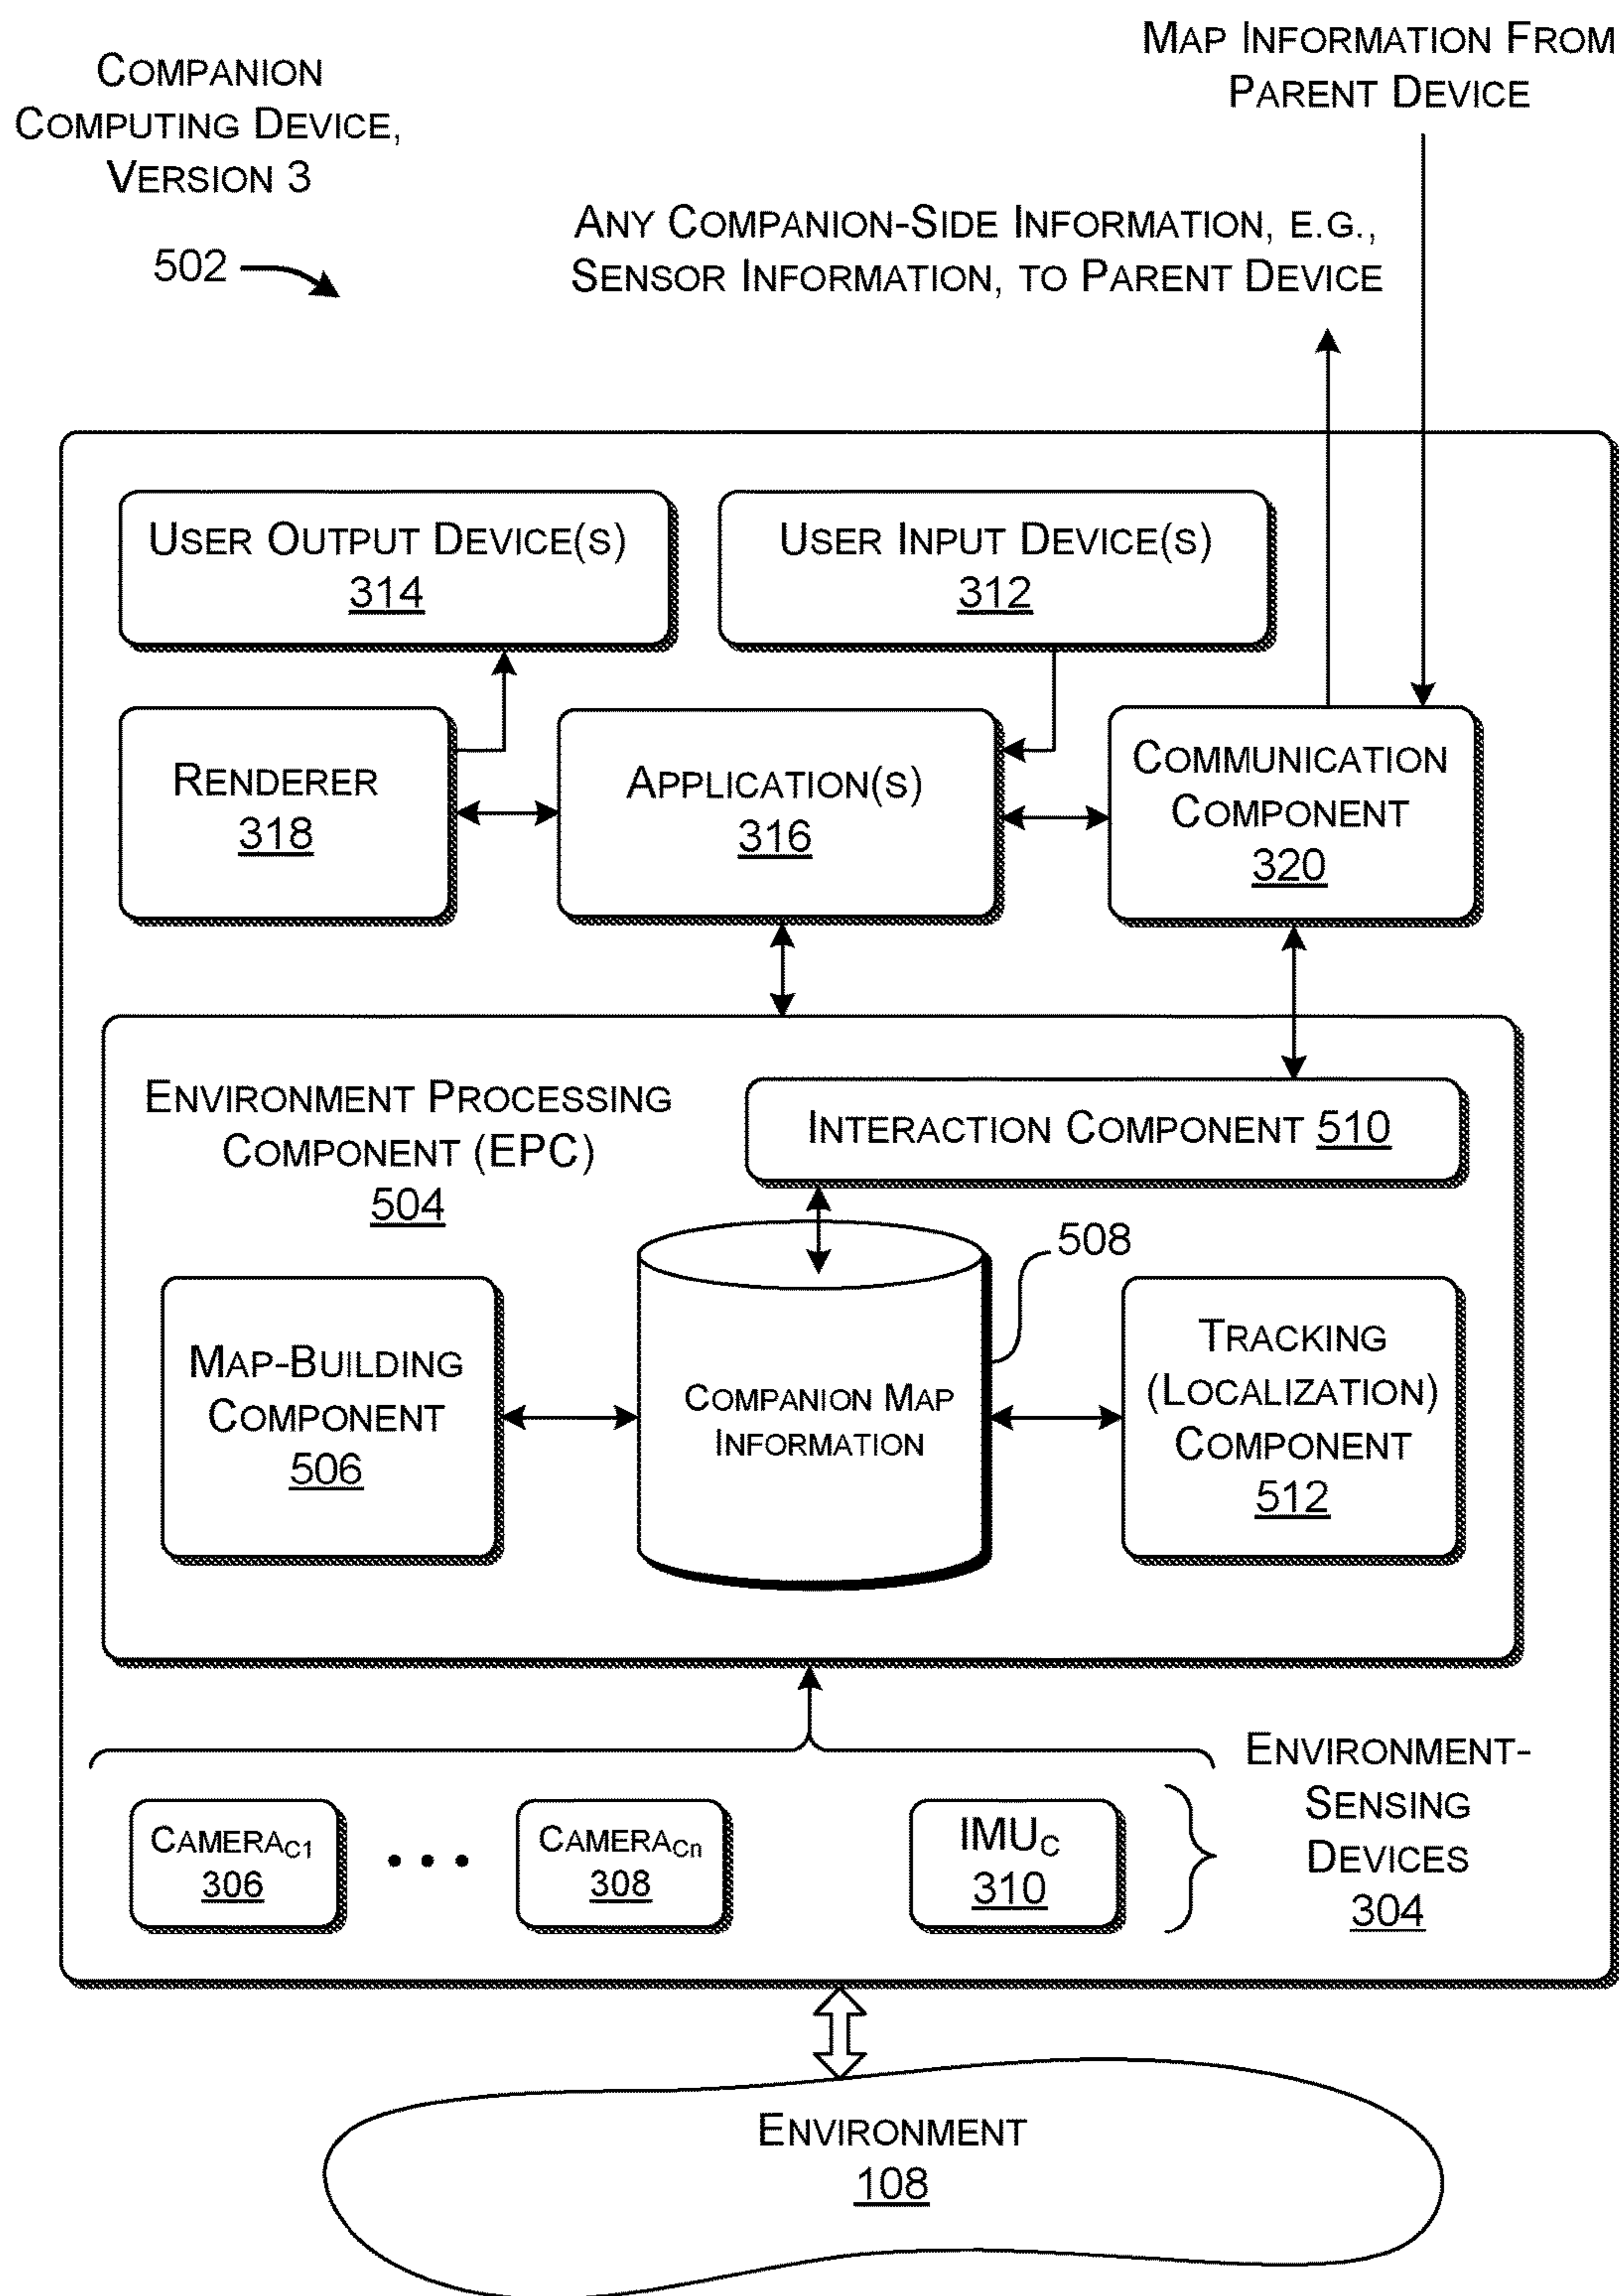 COMPANION
COMPUTING DEVICE,
VERSION 3
502
MAP INFORMATION FROM
PARENT DEVICE
ANY COMPANION-SIDE INFORMATION, E.G.,
SENSOR INFORMATION, TO PARENT DEVICE
USER OUTPUT DEVICE(S)
314
USER INPUT DEVICE(S)
312
RENDERER
318
APPLICATION(S)
316
COMMUNICATION
COMPONENT
320
ENVIRONMENT PROCESSING
COMPONENT (EPC)
504
INTERACTION COMPONENT 510
508
MAP-BUILDING
COMPONENT
506
COMPANION MAP
INFORMATION
TRACKING
(LOCALIZATION)
COMPONENT
512
CAMERAC1
306
• • •
CAMERACn
308
IMUC
310
ENVIRONMENT-
SENSING
DEVICES
304
ENVIRONMENT
108